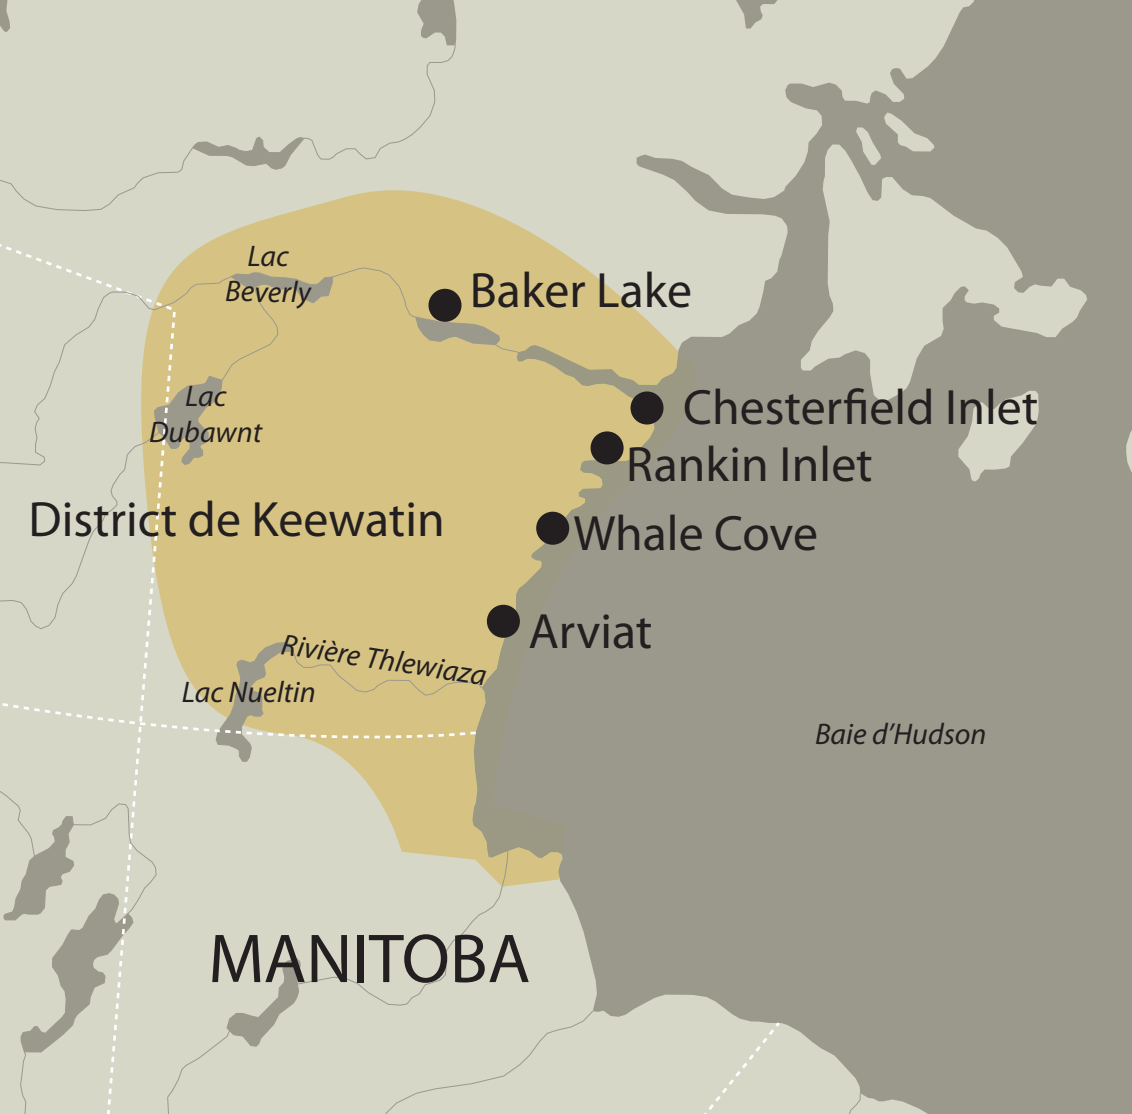 Lac
Beverly
Baker Lake
Lac
Dubawnt
Chesterfield Inlet
Rankin Inlet
District de Keewatin
Whale Cove
Arviat
Rivière Thlewiaza
Lac Nueltin
Baie d’Hudson
MANITOBA